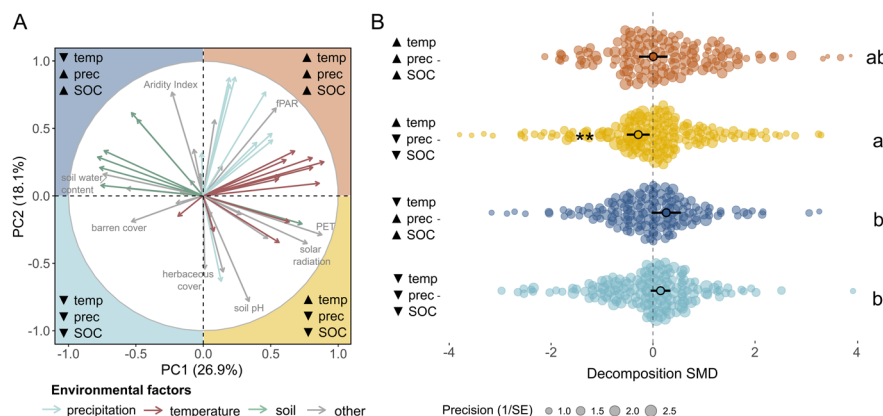 A
▼ temp
▲ prec
▲ SOC
▲ temp
▲ prec
▲ SOC
Aridity Index
fPAR
soil water
content
barren cover
PET
solar
radiation
herbaceous
cover
soil pH
▼ temp
▼ prec
▼ SOC
▲ temp
▼ prec
▼ SOC
PC2 (18.1%)
1.0
0.5
0.0
-0.5
-1.0
-1.0 -0.5 0.0 0.5 1.0
PC1 (26.9%)
Environmental factors
precipitation temperature soil other
B
▲ temp
▲ prec -
▲ SOC
ab
▲ temp
▼ prec -
▼ SOC
**
a
▼ temp
▲ prec -
▲ SOC
b
▼ temp
▼ prec -
▼ SOC
b
-4 -2 0 2 4
Decomposition SMD
Precision (1/SE) 1.0 1.5 2.0 2.5